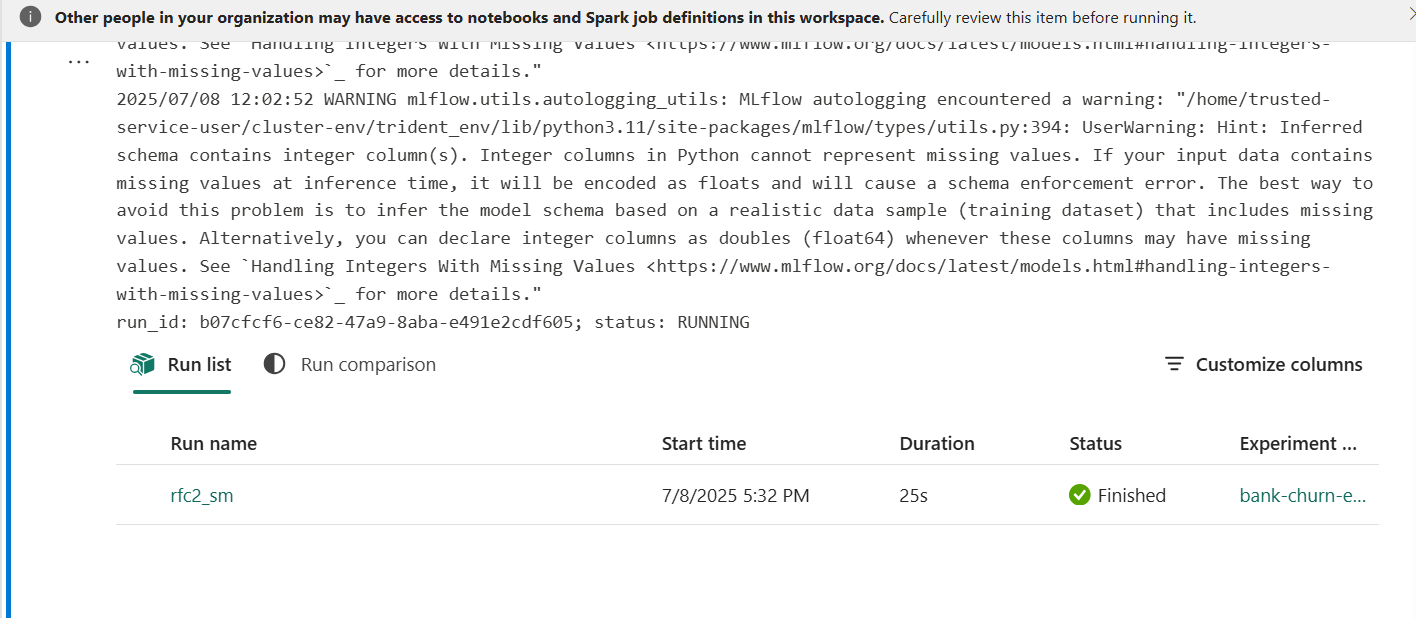 Other people in your organization may have access to notebooks and Spark job definitions in this workspace. Carefully review this item before running it.
values. See `Handling Integers With Missing Values <https://www.mlflow.org/docs/latest/models.html#handling-integers-
with-missing-values>`_ for more details."
2025/07/08 12:02:52 WARNING mlflow.utils.autologging_utils: MLflow autologging encountered a warning: "/home/trusted-
service-user/cluster-env/trident_env/lib/python3.11/site-packages/mlflow/types/utils.py:394: UserWarning: Hint: Inferred
schema contains integer column(s). Integer columns in Python cannot represent missing values. If your input data contains
missing values at inference time, it will be encoded as floats and will cause a schema enforcement error. The best way to
avoid this problem is to infer the model schema based on a realistic data sample (training dataset) that includes missing
values. Alternatively, you can declare integer columns as doubles (float64) whenever these columns may have missing
values. See `Handling Integers With Missing Values <https://www.mlflow.org/docs/latest/models.html#handling-integers-
with-missing-values>`_ for more details."
run_id: b07cfcf6-ce82-47a9-8aba-e491e2cdf605; status: RUNNING
Run list Run comparison Customize columns
Run name Start time Duration Status Experiment ...
rfc2_sm 7/8/2025 5:32 PM 25s Finished bank-churn-e...